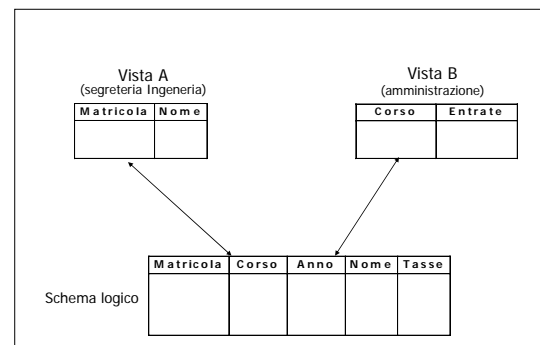 Vista A
(segreteria Ingeneria)
Matricola Nome
Vista B
(amministrazione)
Corso Entrate
Matricola Corso Anno Nome Tasse
Schema logico